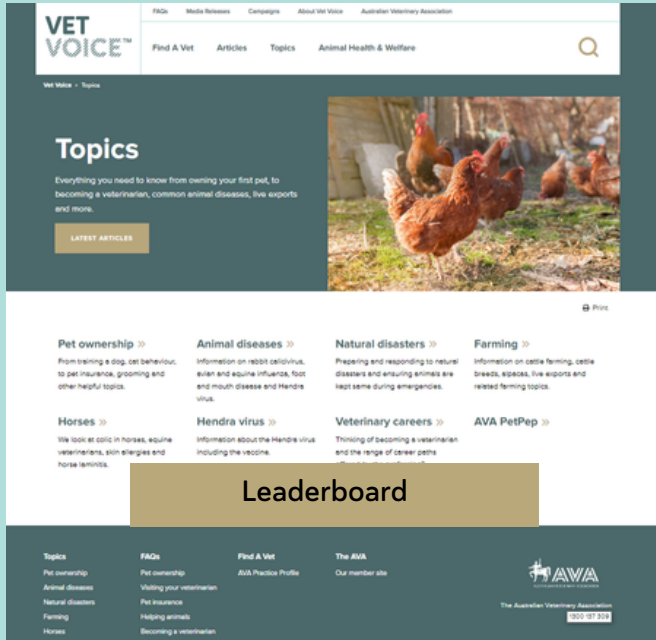 FAQs Media Releases Campaigns About Vet Voice Australian Veterinary Association
VET
VOICE™
Find A Vet Articles Topics Animal Health & Welfare
Vet Voice • Topics
Topics
Everything you need to know from owning your first pet, to
becoming a veterinarian, common animal diseases, live exports
and more.
LATEST ARTICLES
Print
Pet ownership »
From training a dog, cat behaviour,
to pet insurance, grooming and
other helpful topics.
Animal diseases »
Information on rabbit calicivirus,
avian and equine influenza, foot
and mouth disease and Hendra
virus.
Natural disasters »
Preparing and responding to natural
disasters and ensuring animals are
kept same during emergencies.
Farming »
Information on cattle farming, cattle
breeds, alpacas, live exports and
related farming topics.
Horses »
We look at colic in horses, equine
veterinarians, skin allergies and
horse laminitis.
Hendra virus »
Information about the Hendra virus
including the vaccine.
Veterinary careers »
Thinking of becoming a veterinarian
and the range of career paths
AVA PetPep »
Leaderboard
Topics
Pet ownership
Animal diseases
Natural disasters
Farming
Horses
FAQs
Pet ownership
Visiting your veterinarian
Pet insurance
Helping animals
Becoming a veterinarian
Find A Vet
AVA Practice Profile
The AVA
Our member site
AVA
The Australian Veterinary Association
1300 137 309